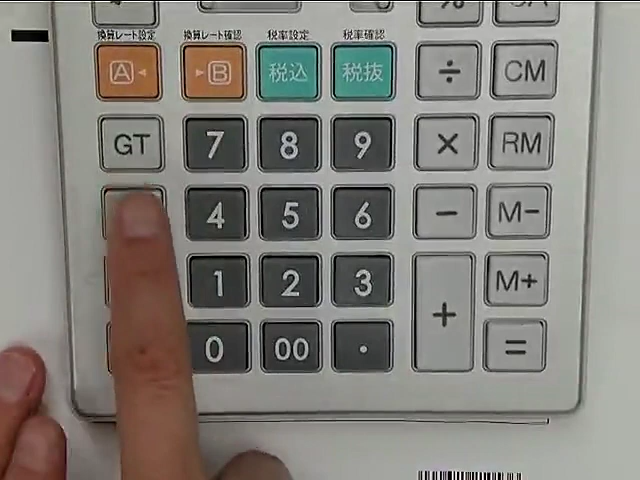 換算レート設定 換算レート確認 税率設定 税率確認
A ◂ ▸ B 税込 税抜 ÷ CM
GT 7 8 9 × RM
4 5 6 − M−
1 2 3 + M+
0 00 · =